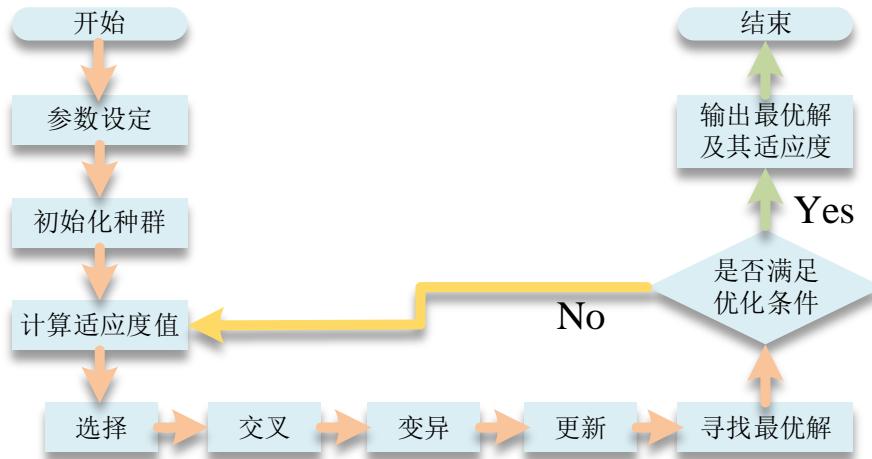 开始
参数设定
初始化种群
计算适应度值
选择
交叉
变异
更新
寻找最优解
是否满足
优化条件
No
Yes
输出最优解
及其适应度
结束